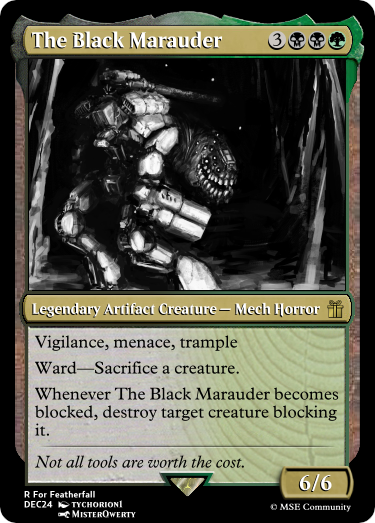 The Black Marauder 3
Legendary Artifact Creature — Mech Horror
Vigilance, menace, trample
Ward—Sacrifice a creature.
Whenever The Black Marauder becomes
blocked, destroy target creature blocking
it.
Not all tools are worth the cost.
6/6
R For Featherfall
DEC24 TYCHORION1
MISTERQWERTY
© MSE Community